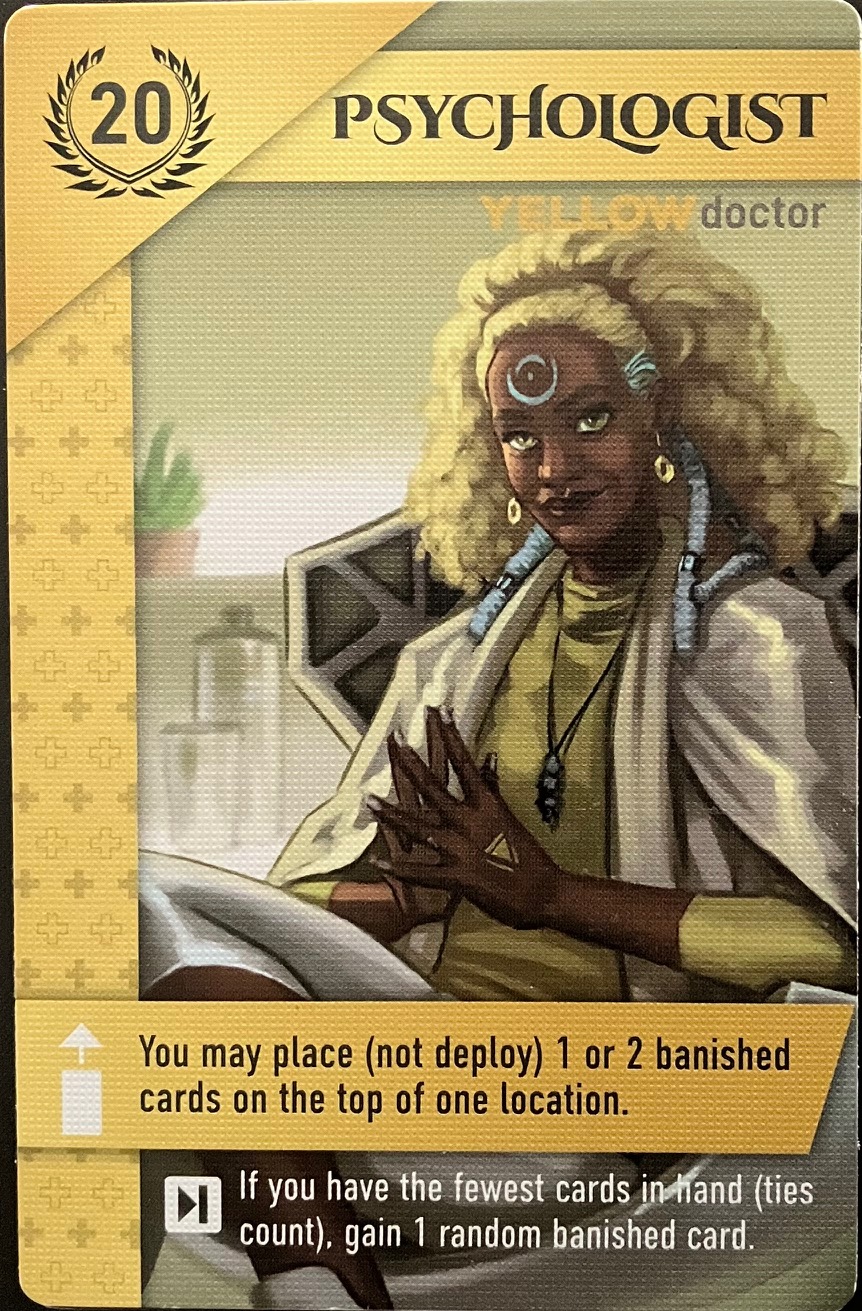 20
PSYCHOLOGIST
YELLOW doctor
You may place (not deploy) 1 or 2 banished
cards on the top of one location.
If you have the fewest cards in hand (ties
count), gain 1 random banished card.